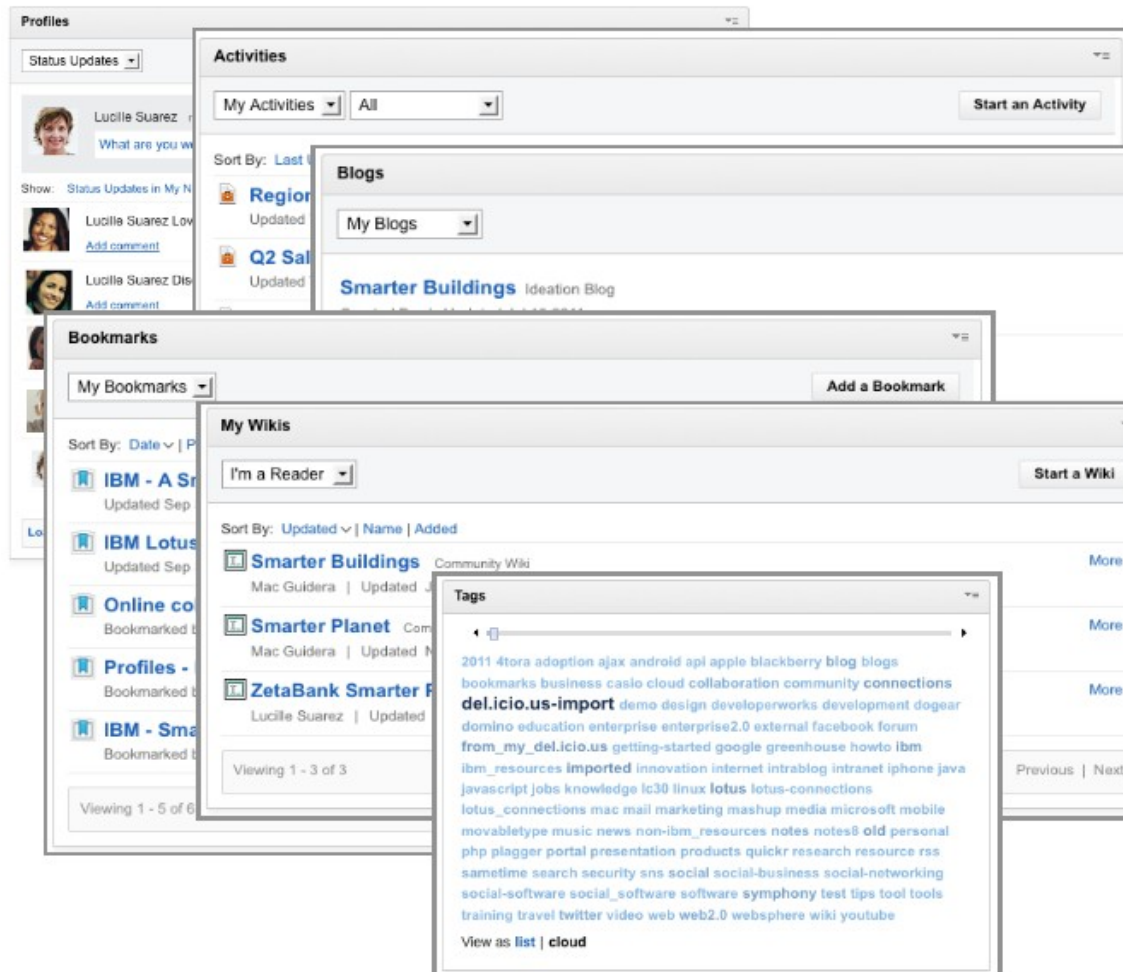 Profiles
Status Updates
Lucille Suarez
What are you
Show: Status Updates in My N
Lucille Suarez
Add comment
Lucille Suarez
Add comment
Activities
My Activities All Start an Activity
Sort By: Last
Updated
Q2
Updated
Blogs
My Blogs
Smarter Buildings Ideation Blog
Bookmarks
My Bookmarks Add a Bookmark
Sort By: Date | P
IBM - A
Updated Sep
IBM Lotus
Updated Sep
Online
Bookmarked
Profiles -
Bookmarked
IBM -
Bookmarked
Viewing 1 - 5 of 6
My Wikis
I'm a Reader Start a Wiki
Sort By: Updated | Name | Added
Smarter Buildings Community Wiki More
Mac Guidera | Updated J
Smarter Planet More
Mac Guidera | Updated N
ZetaBank Smarter More
Lucille Suarez | Updated
Viewing 1 - 3 of 3 Previous | Next
Tags
2011 4tora adoption ajax android api apple blackberry blog blogs
bookmarks business casio cloud collaboration community connections
del.icio.us-import demo design developerworks development dogear
domino education enterprise enterprise2.0 external facebook forum
from_my_del.icio.us getting-started google greenhouse howto ibm
ibm_resources imported innovation internet intrablog intranet iphone java
javascript jobs knowledge lc30 linux lotus lotus-connections
lotus_connections mac mail marketing mashup media microsoft mobile
movabletype music news non-ibm_resources notes notes8 old personal
php plagger portal presentation products quickr research resource rss
sametime search security sns social social-business social-networking
social-software social_software software symphony test tips tool tools
training travel twitter video web web2.0 websphere wiki youtube
View as list | cloud